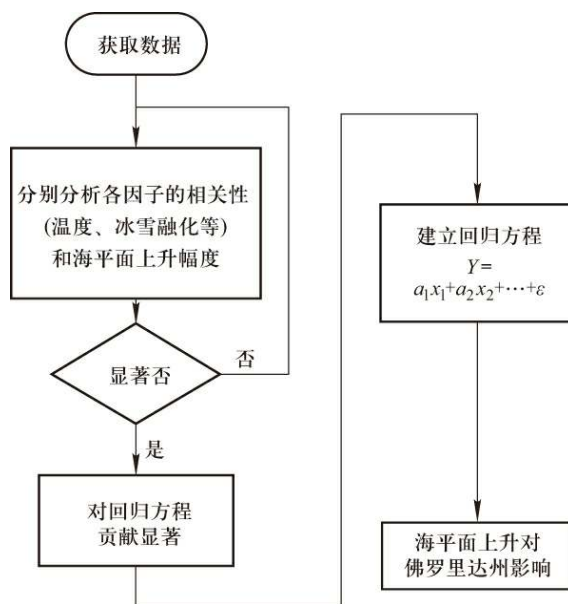 获取数据
分别分析各因子的相关性
(温度、冰雪融化等)
和海平面上升幅度
显著否
否
是
对回归方程
贡献显著
建立回归方程
Y=
a₁x₁+a₂x₂+⋯+ε
海平面上升对
佛罗里达州影响